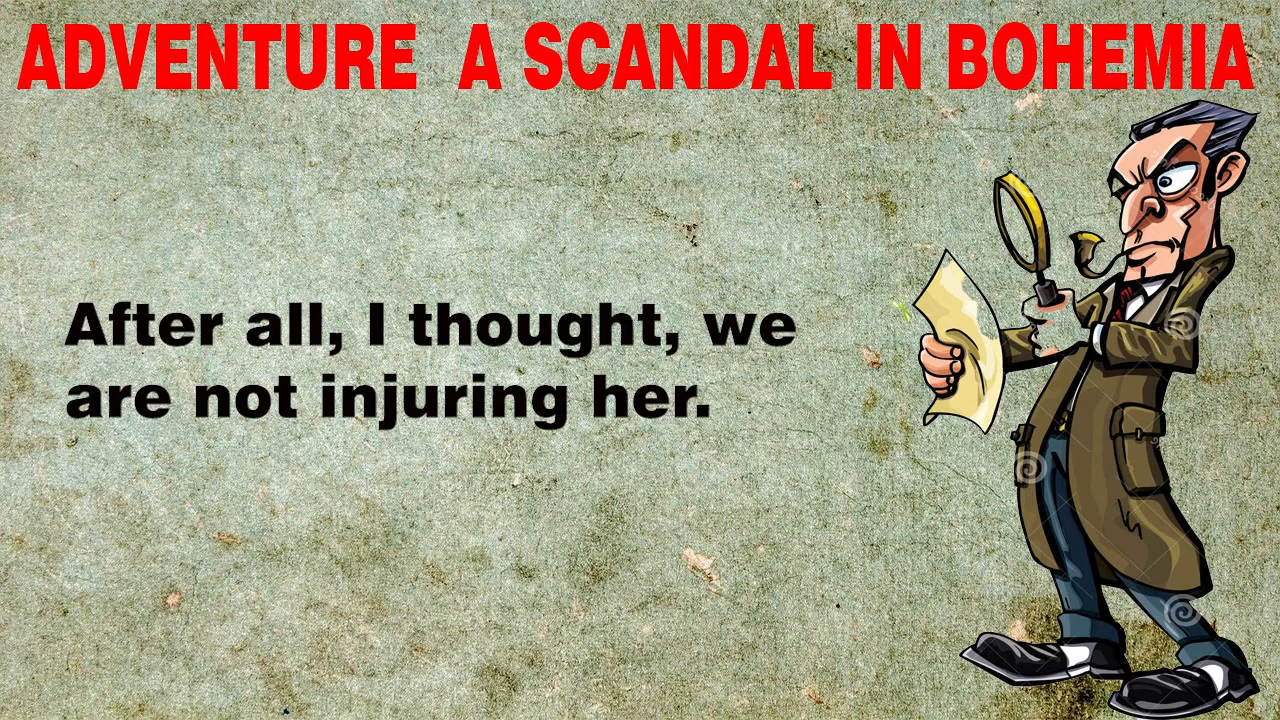 ADVENTURE A SCANDAL IN BOHEMIA
After all, I thought, we
are not injuring her.